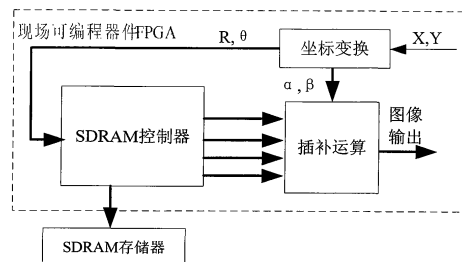 现场可编程器件FPGA
R,θ
坐标变换
X,Y
α,β
图像
输出
SDRAM控制器
插补运算
SDRAM存储器